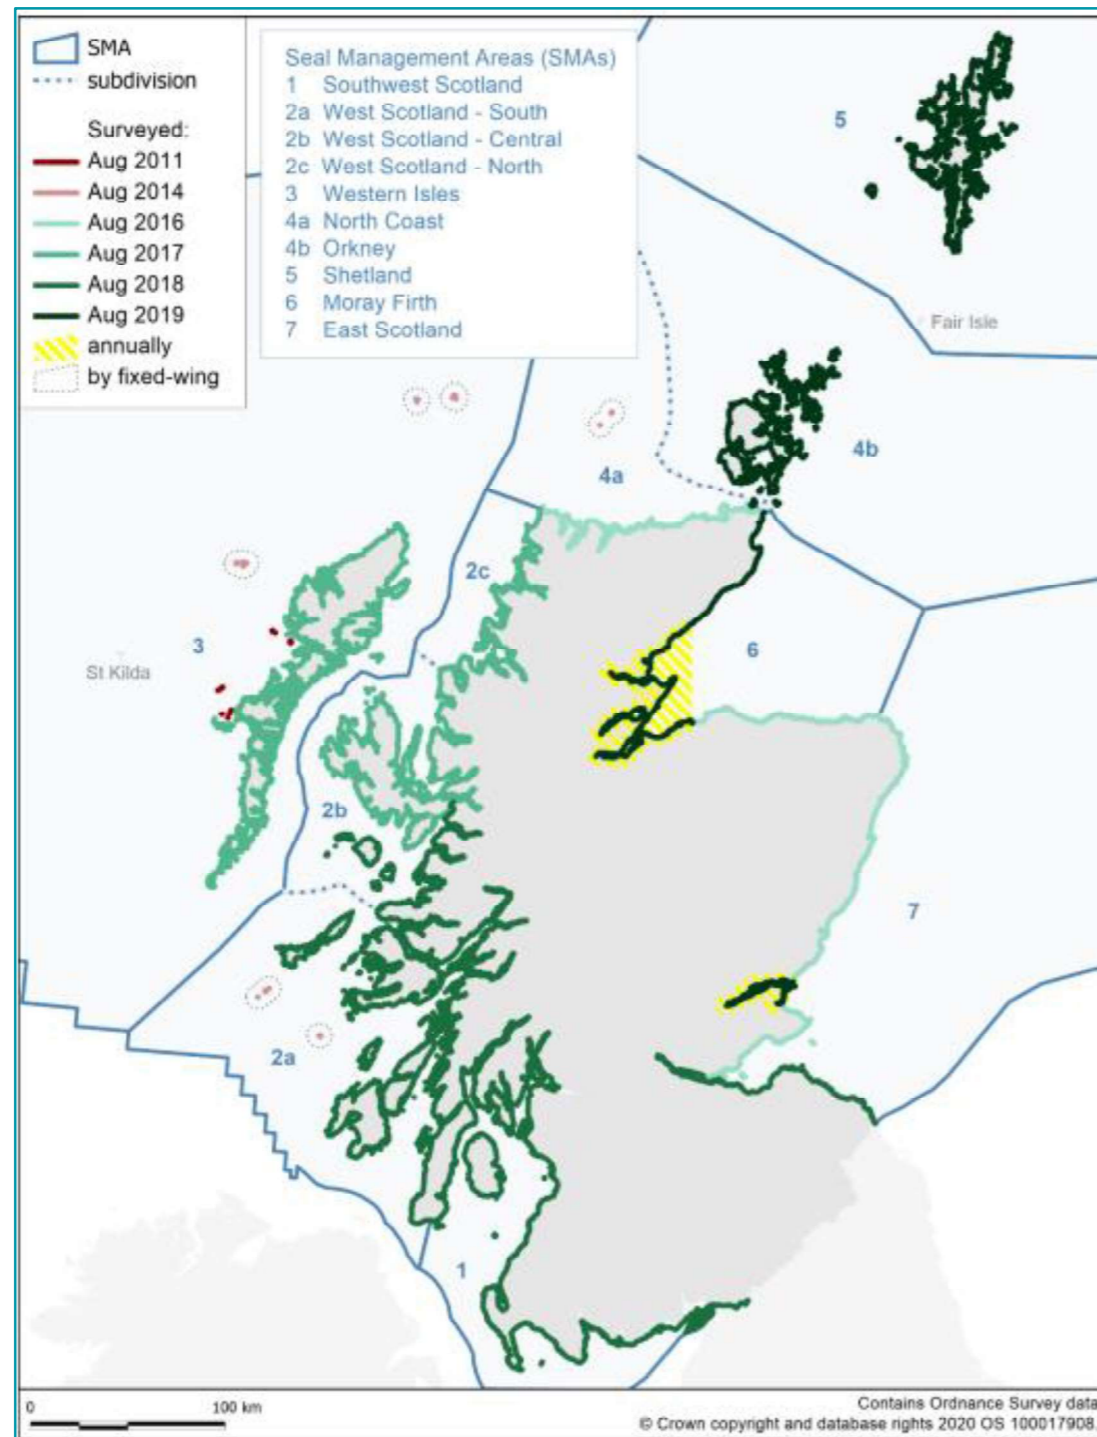 SMA
subdivision
Surveyed:
Aug 2011
Aug 2014
Aug 2016
Aug 2017
Aug 2018
Aug 2019
annually
by fixed-wing
Seal Management Areas (SMAs)
1 Southwest Scotland
2a West Scotland - South
2b West Scotland - Central
2c West Scotland - North
3 Western Isles
4a North Coast
4b Orkney
5 Shetland
6 Moray Firth
7 East Scotland
5
Fair Isle
4b
4a
2c
3
St Kilda
6
2b
7
2a
1
0 100 km
Contains Ordnance Survey data
© Crown copyright and database rights 2020 OS 100017908.